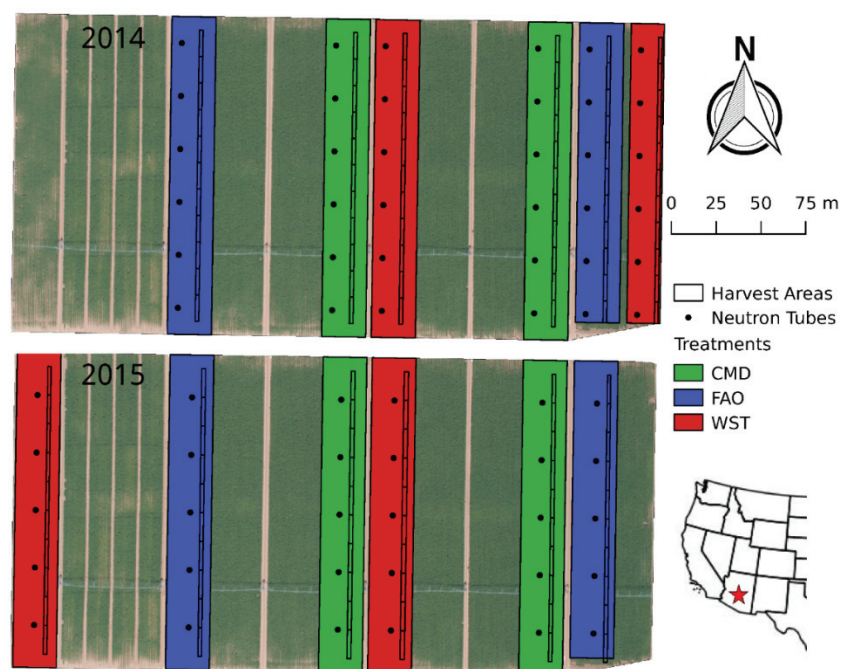 2014
N
0 25 50 75 m
Harvest Areas
Neutron Tubes
Treatments
CMD
FAO
WST
2015